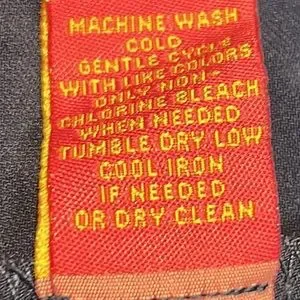 MACHINE WASH
COLD
GENTLE CYCLE
WITH LIKE COLORS
ONLY NON-
CHLORINE BLEACH
WHEN NEEDED
TUMBLE DRY LOW
COOL IRON
IF NEEDED
OR DRY CLEAN